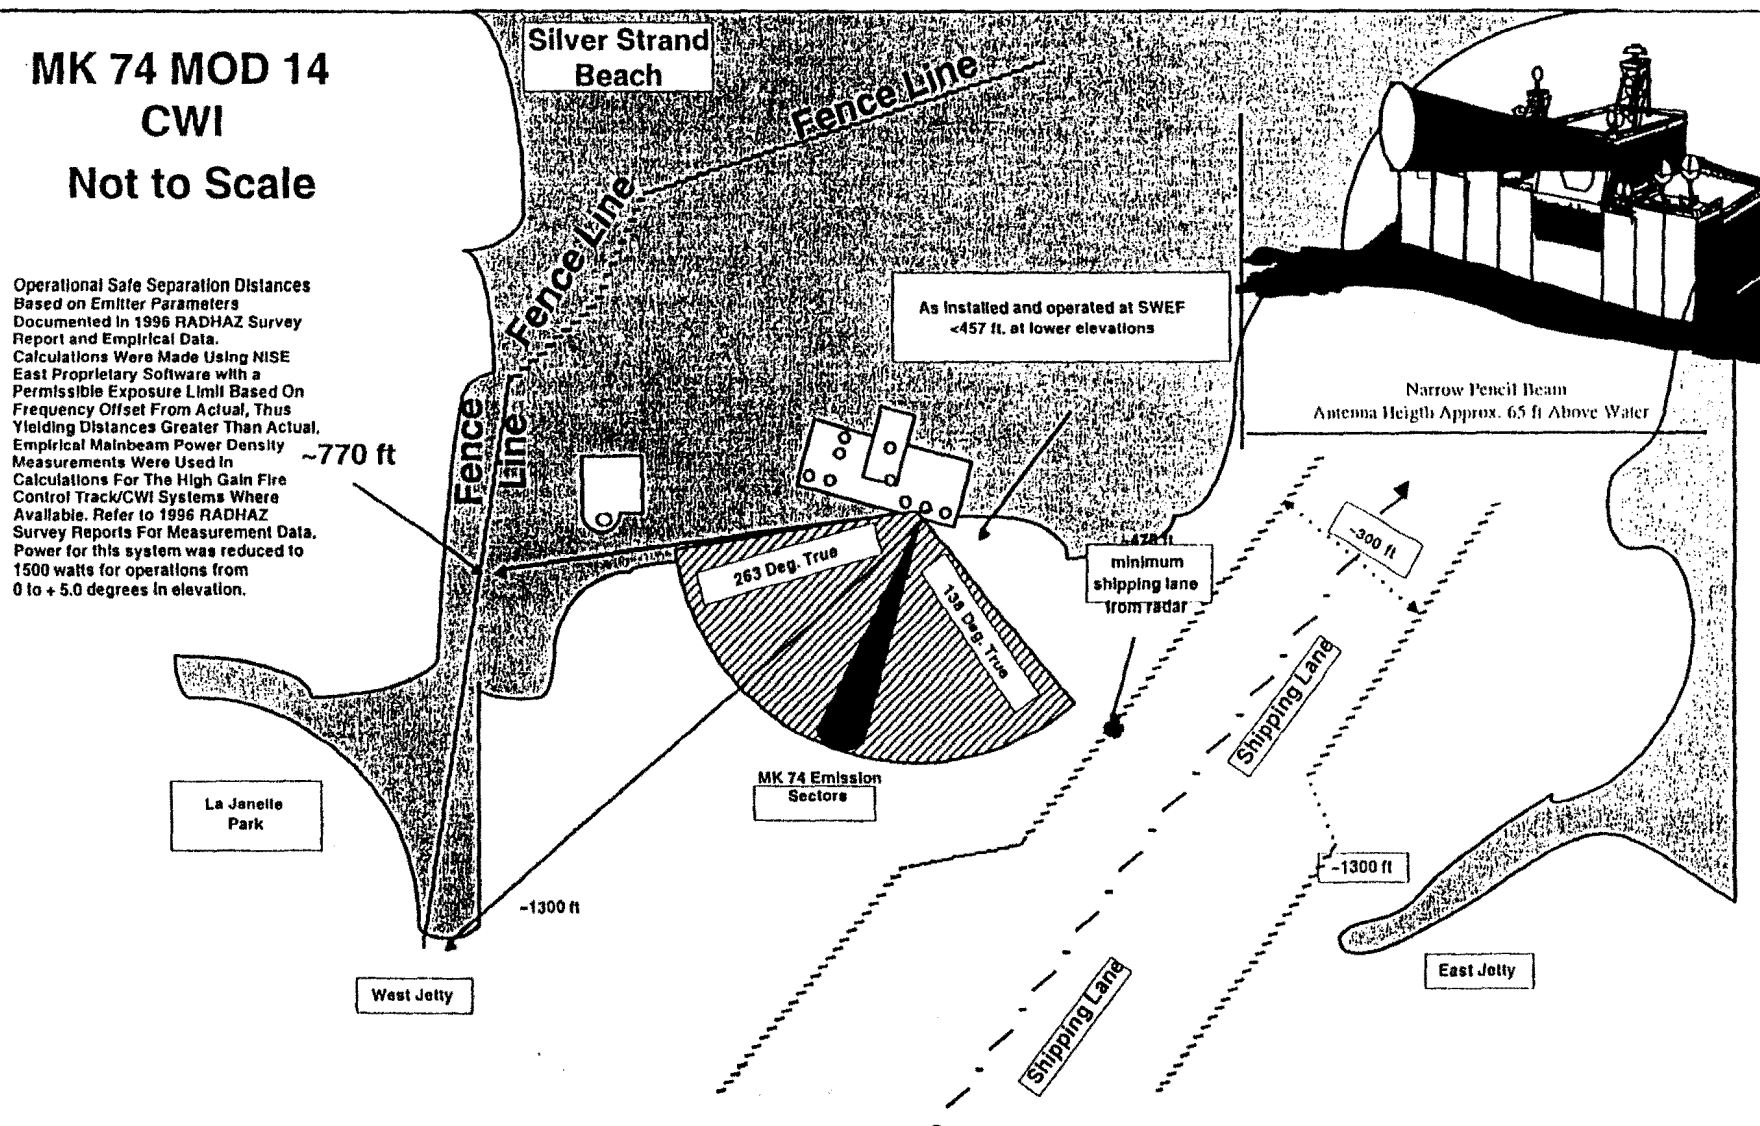 MK 74 MOD 14
CWI
Not to Scale
Silver Strand
Beach
Fence Line
Fence Line
Fence
Line
Operational Safe Separation Distances
Based on Emitter Parameters
Documented in 1996 RADHAZ Survey
Report and Empirical Data.
Calculations Were Made Using NISE
East Proprietary Software with a
Permissible Exposure Limit Based On
Frequency Offset From Actual, Thus
Yielding Distances Greater Than Actual.
Empirical Mainbeam Power Density
Measurements Were Used In
Calculations For The High Gain Fire
Control Track/CWI Systems Where
Available. Refer to 1996 RADHAZ
Survey Reports For Measurement Data.
Power for this system was reduced to
1500 watts for operations from
0 to + 5.0 degrees in elevation.
~770 ft
As installed and operated at SWEF
<457 ft. at lower elevations
Narrow Pencil Beam
Antenna Heigth Approx. 65 ft Above Water
~300 ft
minimum
shipping lane
from radar
263 Deg. True
138 Deg. True
Shipping Lane
MK 74 Emission
Sectors
La Janelle
Park
~1300 ft
~1300 ft
West Jetty
East Jetty
Shipping Lane